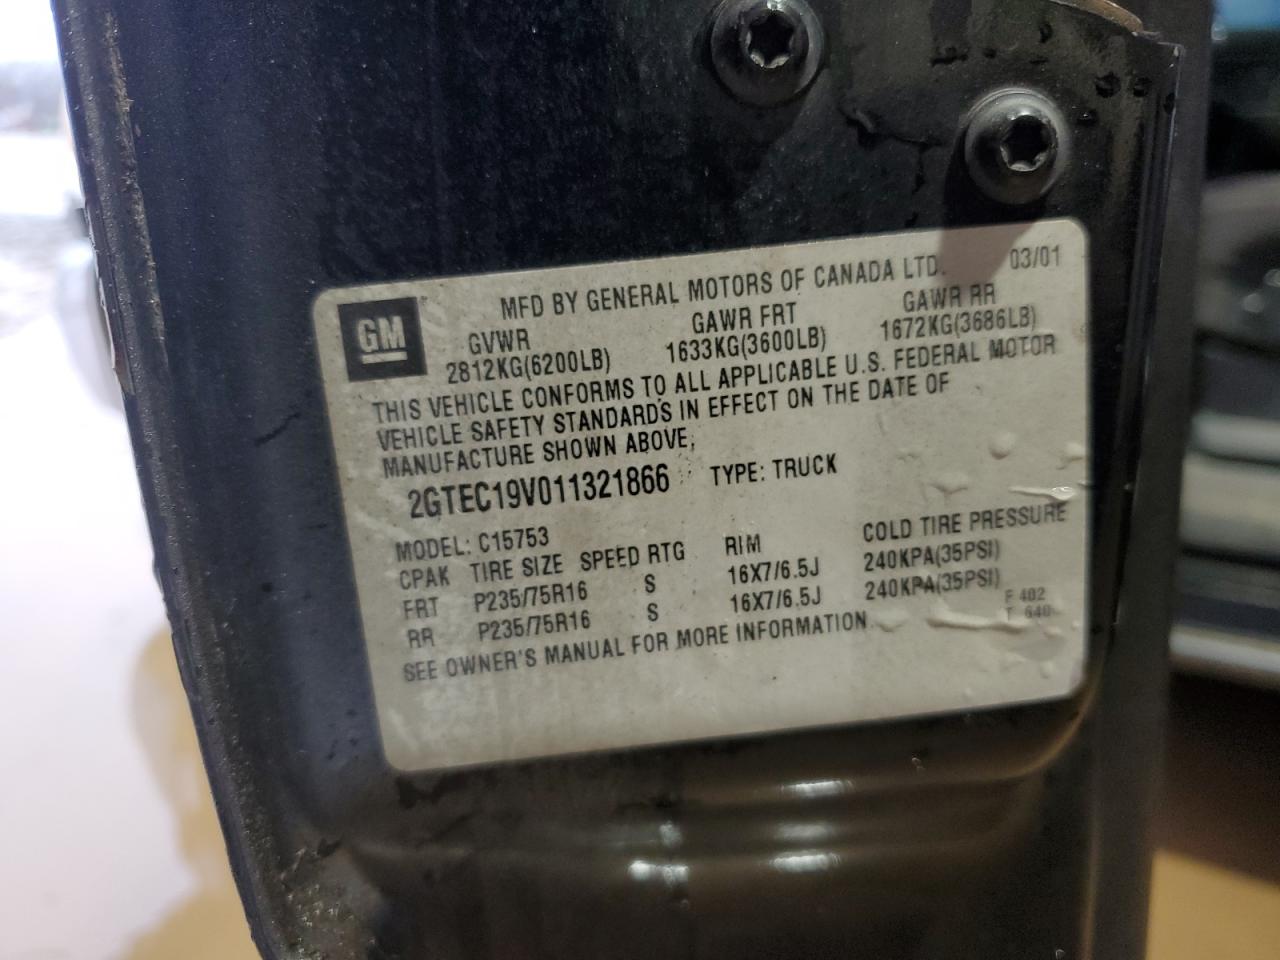 MFD BY GENERAL MOTORS OF CANADA LTD. 03/01
GM
GVWR GAWR FRT GAWR RR
2812KG(6200LB) 1633KG(3600LB) 1672KG(3686LB)
THIS VEHICLE CONFORMS TO ALL APPLICABLE U.S. FEDERAL MOTOR
VEHICLE SAFETY STANDARDS IN EFFECT ON THE DATE OF
MANUFACTURE SHOWN ABOVE.
2GTEC19V011321866 TYPE: TRUCK
MODEL: C15753
CPAK TIRE SIZE SPEED RTG RIM COLD TIRE PRESSURE
FRT P235/75R16 S 16X7/6.5J 240KPA(35PSI)
RR P235/75R16 S 16X7/6.5J 240KPA(35PSI)
SEE OWNER'S MANUAL FOR MORE INFORMATION
F 402
T 640